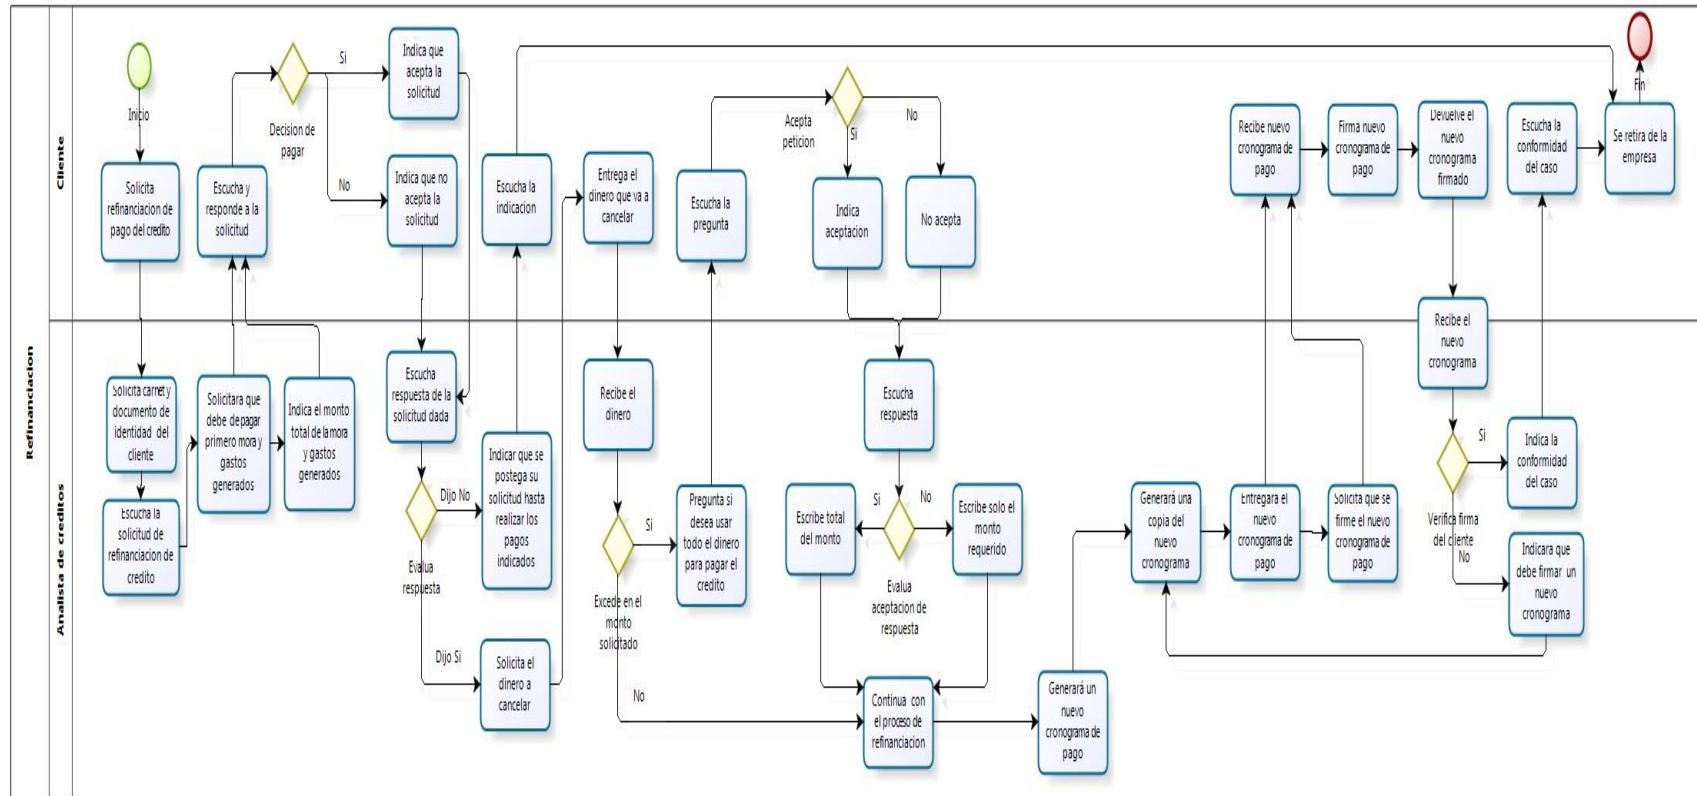 Refinanciacion
Cliente
Analista de creditos
Inicio
Solicita
refinanciacion de
pago del credito
Escucha y
responde a la
solicitud
Decision de
pagar
Si
No
Indica que
acepta la
solicitud
Indica que no
acepta la
solicitud
Escucha la
indicacion
Entrega el
dinero que va a
cancelar
Escucha la
pregunta
Acepta
peticion
Si
No
Indica
aceptacion
No acepta
Recibe nuevo
cronograma de
pago
Firma nuevo
cronograma de
pago
Devuelve el
nuevo
cronograma
firmado
Escucha la
conformidad
del caso
Se retira de la
empresa
Fin
Solicita carnet y
documento de
identidad del
cliente
Escucha la
solicitud de
refinanciacion de
credito
Solicitara que
debe de pagar
primero mora y
gastos
generados
Indica el monto
total de la mora
y gastos
generados
Escucha
respuesta de la
solicitud dada
Evalua
respuesta
Dijo No
Dijo Si
Indicar que se
postega su
solicitud hasta
realizar los
pagos
indicados
Solicita el
dinero a
cancelar
Recibe el
dinero
Excede en el
monto
solicitado
Si
No
Pregunta si
desea usar
todo el dinero
para pagar el
credito
Escucha
respuesta
Si
No
Evalua
aceptacion de
respuesta
Escribe total
del monto
Escribe solo el
monto
requerido
Continua con
el proceso de
refinanciacion
Generará un
nuevo
cronograma de
pago
Generará una
copia del
nuevo
cronograma
Entregara el
nuevo
cronograma de
pago
Solicita que se
firme el nuevo
cronograma de
pago
Recibe el
nuevo
cronograma
Verifica firma
del cliente
Si
No
Indica la
conformidad
del caso
Indicara que
debe firmar un
nuevo
cronograma